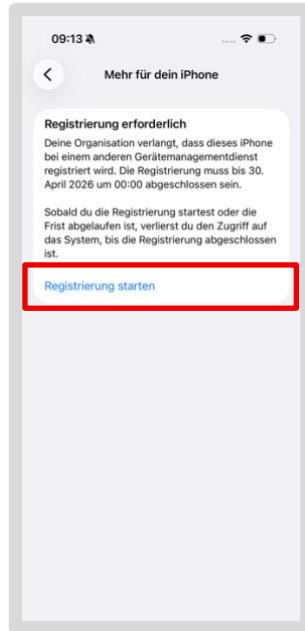 09:13
Mehr für dein iPhone
Registrierung erforderlich
Deine Organisation verlangt, dass dieses iPhone
bei einem anderen Gerätemanagementdienst
registriert wird. Die Registrierung muss bis 30.
April 2026 um 00:00 abgeschlossen sein.
Sobald du die Registrierung startest oder die
Frist abgelaufen ist, verlierst du den Zugriff auf
das System, bis die Registrierung abgeschlossen
ist.
Registrierung starten